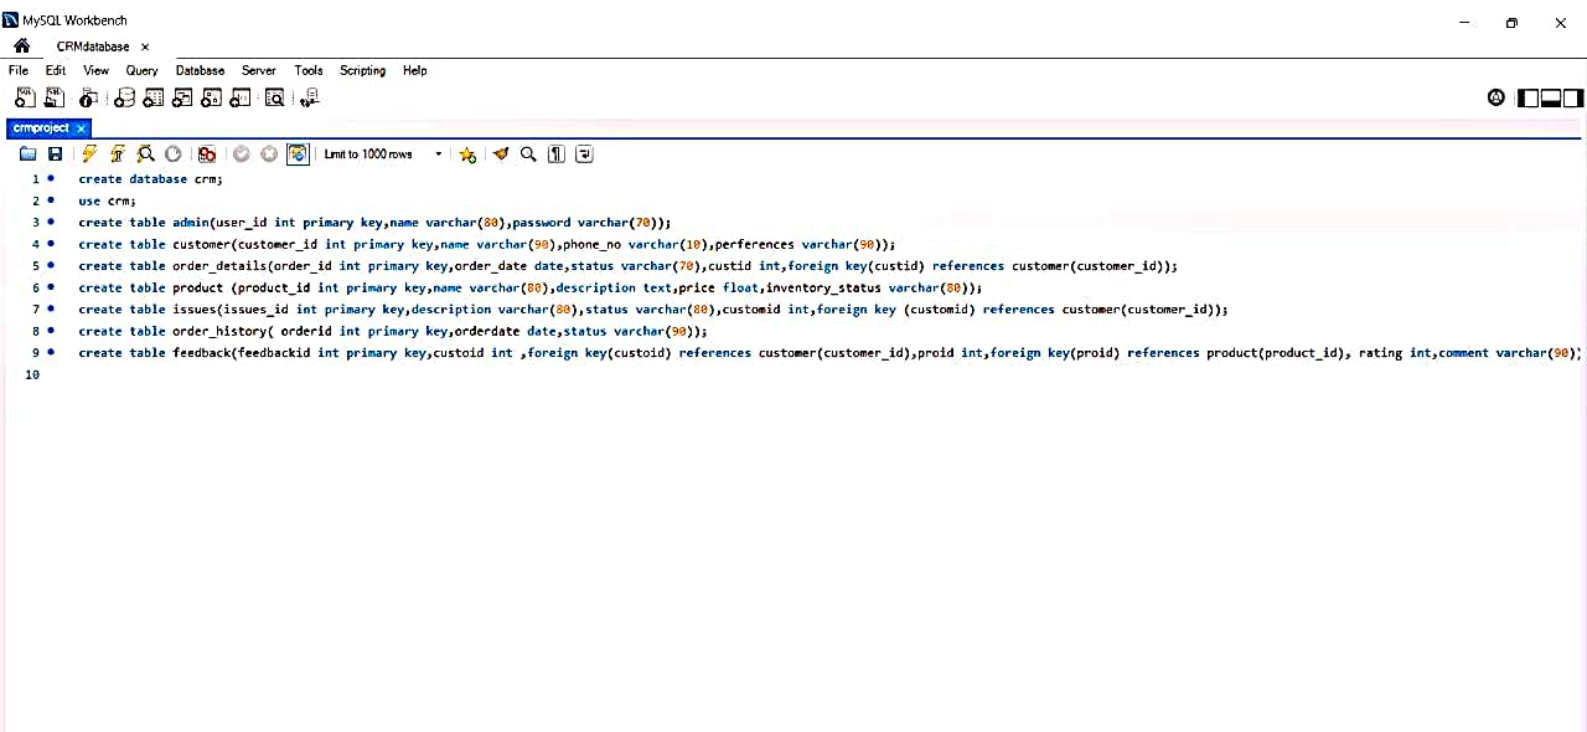 MySQL Workbench
CRMdatabase ×
File Edit View Query Database Server Tools Scripting Help
crmproject ×
Limit to 1000 rows
1 create database crm;
2 use crm;
3 create table admin(user_id int primary key,name varchar(80),password varchar(70));
4 create table customer(customer_id int primary key,name varchar(90),phone_no varchar(10),perferences varchar(90));
5 create table order_details(order_id int primary key,order_date date,status varchar(70),custid int,foreign key(custid) references customer(customer_id));
6 create table product (product_id int primary key,name varchar(80),description text,price float,inventory_status varchar(80));
7 create table issues(issues_id int primary key,description varchar(80),status varchar(80),customid int,foreign key (customid) references customer(customer_id));
8 create table order_history( orderid int primary key,orderdate date,status varchar(90));
9 create table feedback(feedbackid int primary key,custoid int ,foreign key(custoid) references customer(customer_id),proid int,foreign key(proid) references product(product_id), rating int,comment varchar(90));
10